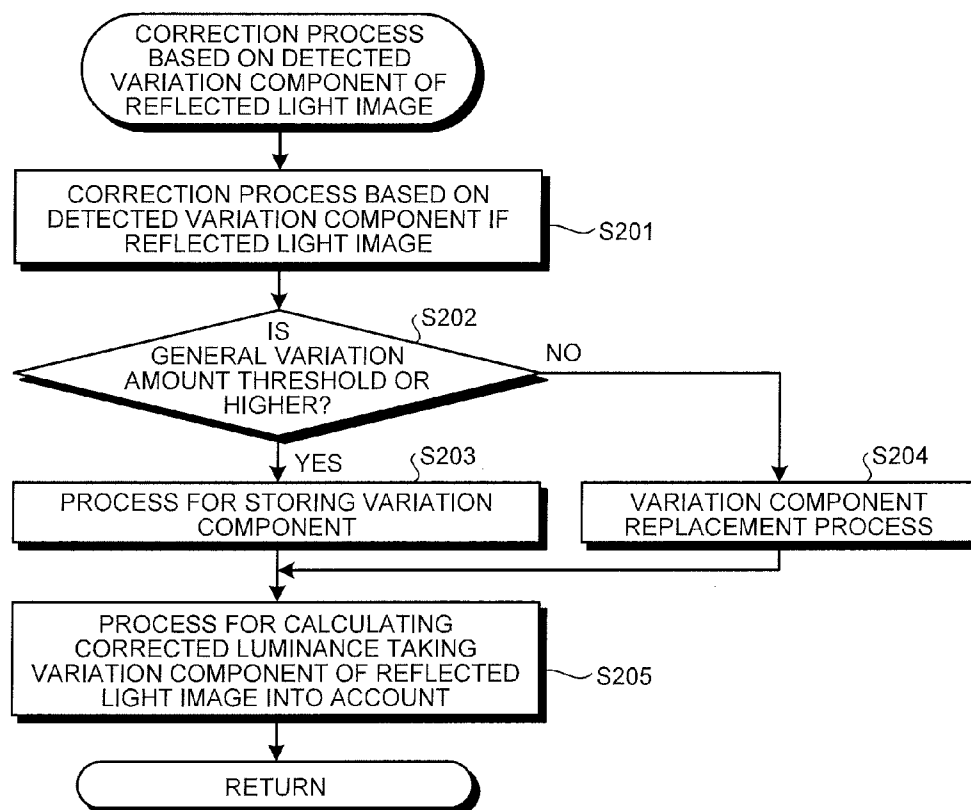 CORRECTION PROCESS
BASED ON DETECTED
VARIATION COMPONENT OF
REFLECTED LIGHT IMAGE
CORRECTION PROCESS BASED ON
DETECTED VARIATION COMPONENT IF
REFLECTED LIGHT IMAGE
S201
IS
GENERAL VARIATION
AMOUNT THRESHOLD OR
HIGHER?
S202
NO
YES
S203
PROCESS FOR STORING VARIATION
COMPONENT
S204
VARIATION COMPONENT
REPLACEMENT PROCESS
PROCESS FOR CALCULATING
CORRECTED LUMINANCE TAKING
VARIATION COMPONENT OF REFLECTED
LIGHT IMAGE INTO ACCOUNT
S205
RETURN